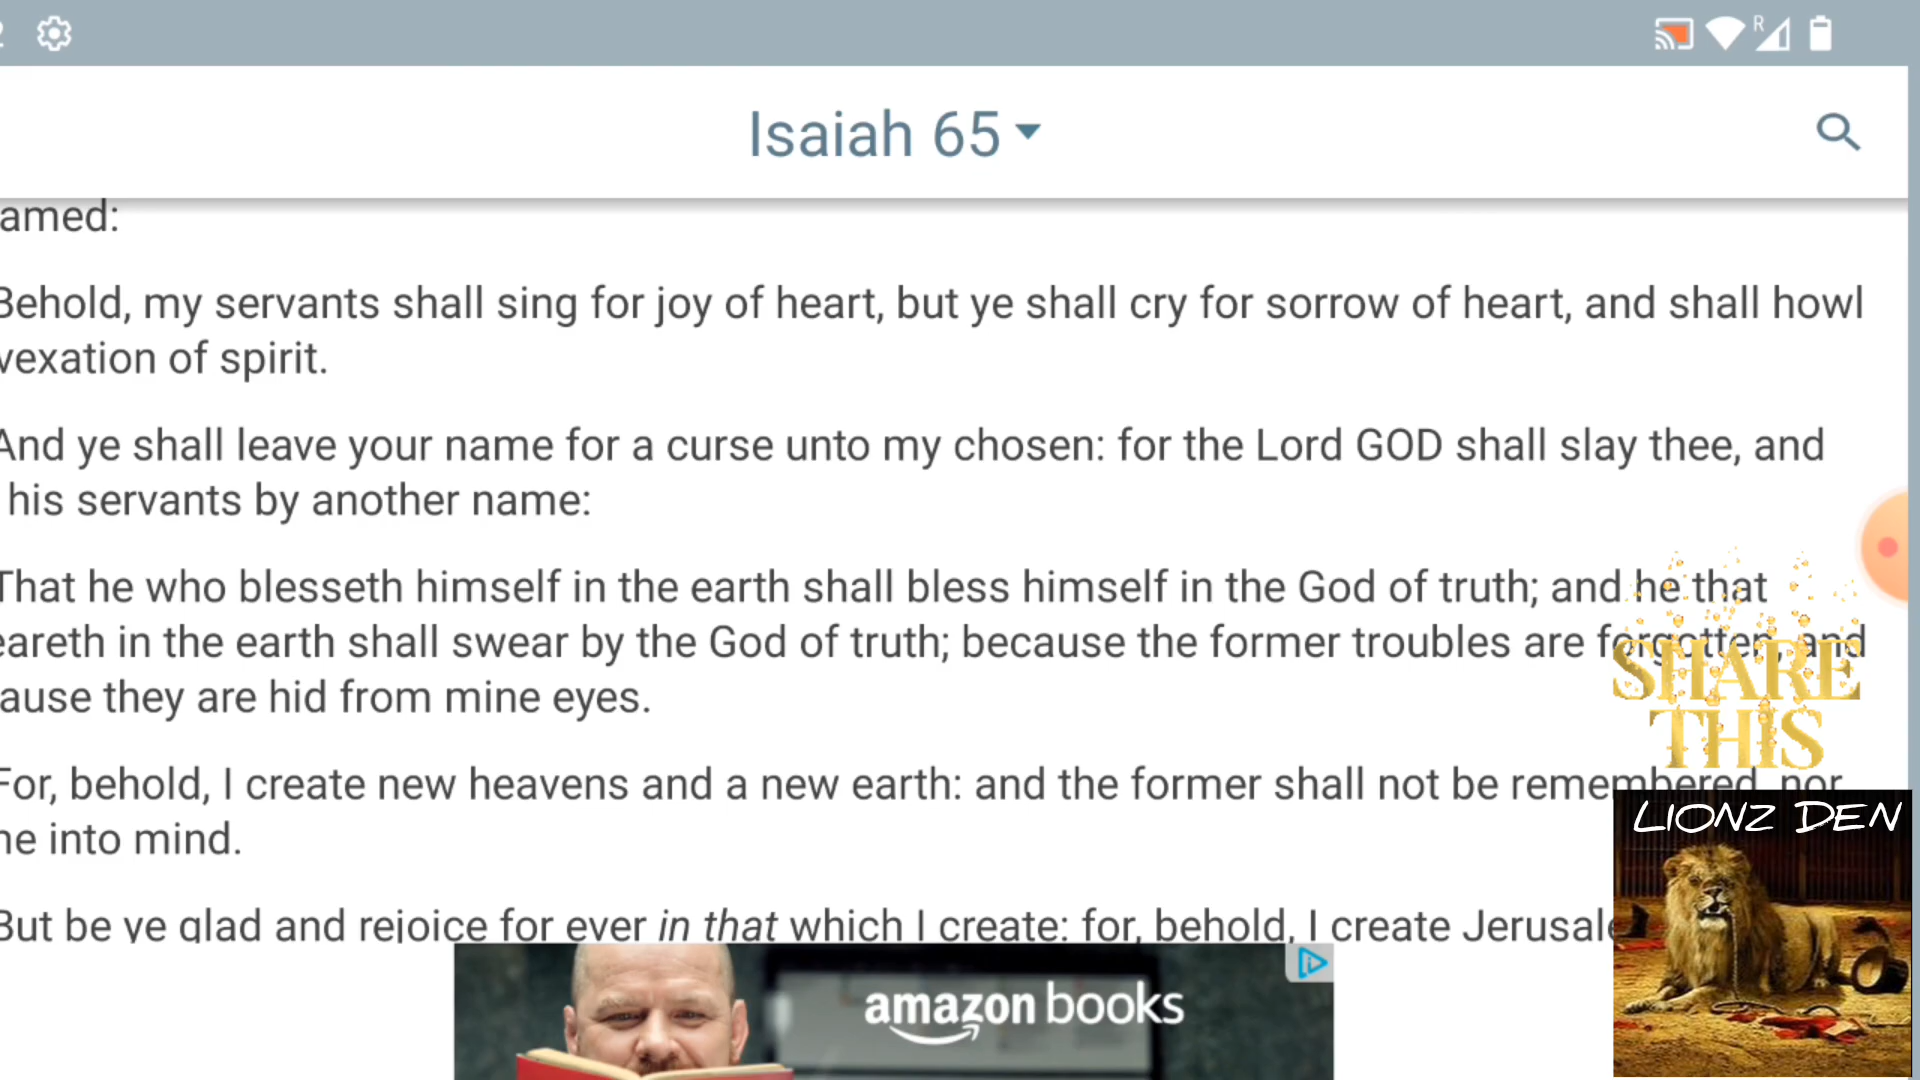 R
Isaiah 65
amed:
Behold, my servants shall sing for joy of heart, but ye shall cry for sorrow of heart, and shall howl
vexation of spirit.
And ye shall leave your name for a curse unto my chosen: for the Lord GOD shall slay thee, and
his servants by another name:
That he who blesseth himself in the earth shall bless himself in the God of truth; and he that
eareth in the earth shall swear by the God of truth; because the former troubles are forgotten, and
ause they are hid from mine eyes.
SHARE
THIS
For, behold, I create new heavens and a new earth: and the former shall not be remembered, nor
me into mind.
LIONZ DEN
But be ye glad and rejoice for ever in that which I create: for, behold, I create Jerusale
amazon books